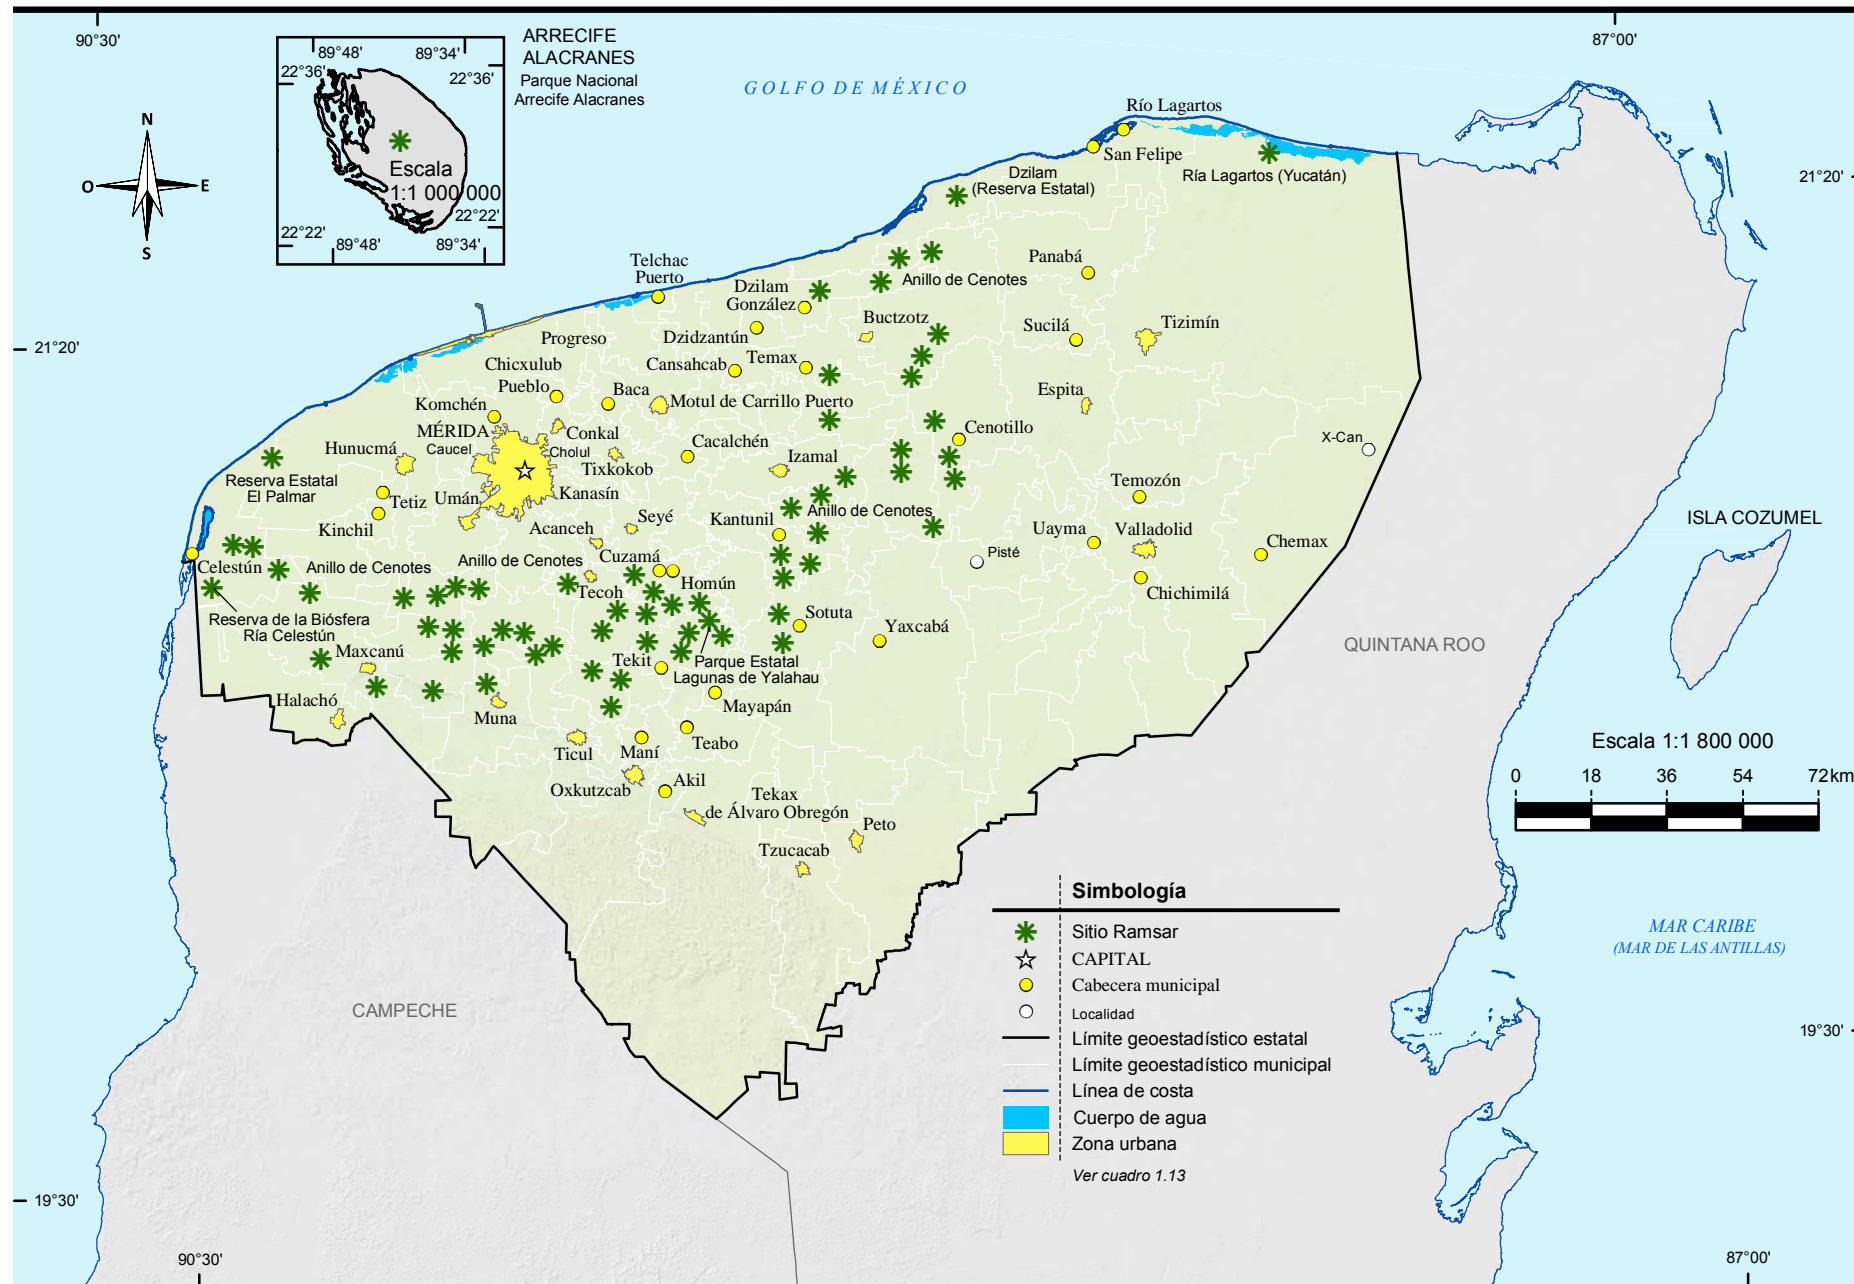 90°30'
87°00'
89°48'
89°34'
22°36'
22°36'
ARRECIFE
ALACRANES
Parque Nacional
Arrecife Alacranes
Escala
1:1 000 000
22°22'
22°22'
89°48'
89°34'
GOLFO DE MÉXICO
N
O
E
S
Río Lagartos
San Felipe
Ría Lagartos (Yucatán)
21°20'
Dzilam
(Reserva Estatal)
Telchac
Puerto
Dzilam
González
Panabá
Anillo de Cenotes
Buctzotz
Sucilá
Tizimín
21°20'
Progreso
Dzidzantún
Chicxulub
Pueblo
Cansahcab
Temax
Baca
Motul de Carrillo Puerto
Espita
Komchén
MÉRIDA
Caucel
Conkal
Cholul
Cacalchén
Cenotillo
X-Can
Hunucmá
Tixkokob
Izamal
Reserva Estatal
El Palmar
Tetiz
Umán
Kanasín
Temozón
Kinchil
Acanceh
Seyé
Kantunil
Anillo de Cenotes
Uayma
Valladolid
ISLA COZUMEL
Celestún
Anillo de Cenotes
Anillo de Cenotes
Cuzamá
Pisté
Chemax
Tecoh
Homún
Chichimilá
Reserva de la Biósfera
Ría Celestún
Sotuta
Yaxcabá
QUINTANA ROO
Maxcanú
Tekit
Parque Estatal
Lagunas de Yalahau
Halachó
Muna
Mayapán
Ticul
Maní
Teabo
Escala 1:1 800 000
0 18 36 54 72 km
Oxkutzcab
Akil
Tekax
de Álvaro Obregón
Peto
Tzucacab
Simbología
Sitio Ramsar
CAPITAL
Cabecera municipal
Localidad
Límite geoestadístico estatal
Límite geoestadístico municipal
Línea de costa
Cuerpo de agua
Zona urbana
Ver cuadro 1.13
MAR CARIBE
(MAR DE LAS ANTILLAS)
CAMPECHE
19°30'
19°30'
90°30'
87°00'